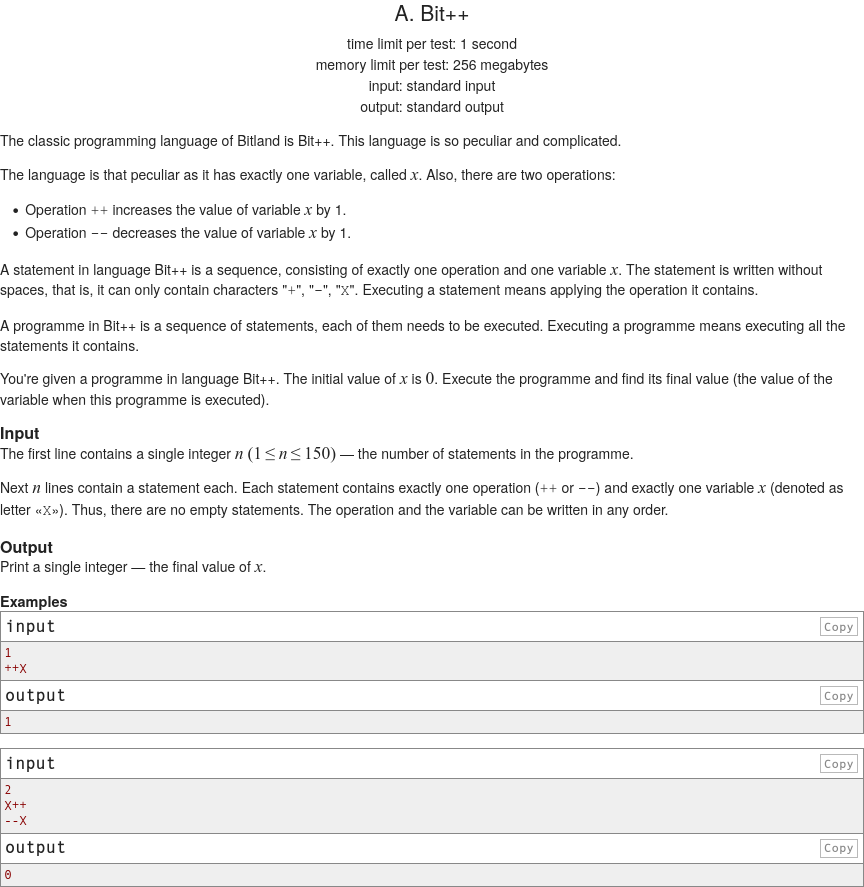 A. Bit++
time limit per test: 1 second
memory limit per test: 256 megabytes
input: standard input
output: standard output
The classic programming language of Bitland is Bit++. This language is so peculiar and complicated.
The language is that peculiar as it has exactly one variable, called x. Also, there are two operations:
• Operation ++ increases the value of variable x by 1.
• Operation -- decreases the value of variable x by 1.
A statement in language Bit++ is a sequence, consisting of exactly one operation and one variable x. The statement is written without
spaces, that is, it can only contain characters "+", "-", "X". Executing a statement means applying the operation it contains.
A programme in Bit++ is a sequence of statements, each of them needs to be executed. Executing a programme means executing all the
statements it contains.
You're given a programme in language Bit++. The initial value of x is 0. Execute the programme and find its final value (the value of the
variable when this programme is executed).
Input
The first line contains a single integer n (1 ≤ n ≤ 150) — the number of statements in the programme.
Next n lines contain a statement each. Each statement contains exactly one operation (++ or --) and exactly one variable x (denoted as
letter «X»). Thus, there are no empty statements. The operation and the variable can be written in any order.
Output
Print a single integer — the final value of x.
Examples
input Copy
1
++X
output Copy
1
input Copy
2
X++
--X
output Copy
0